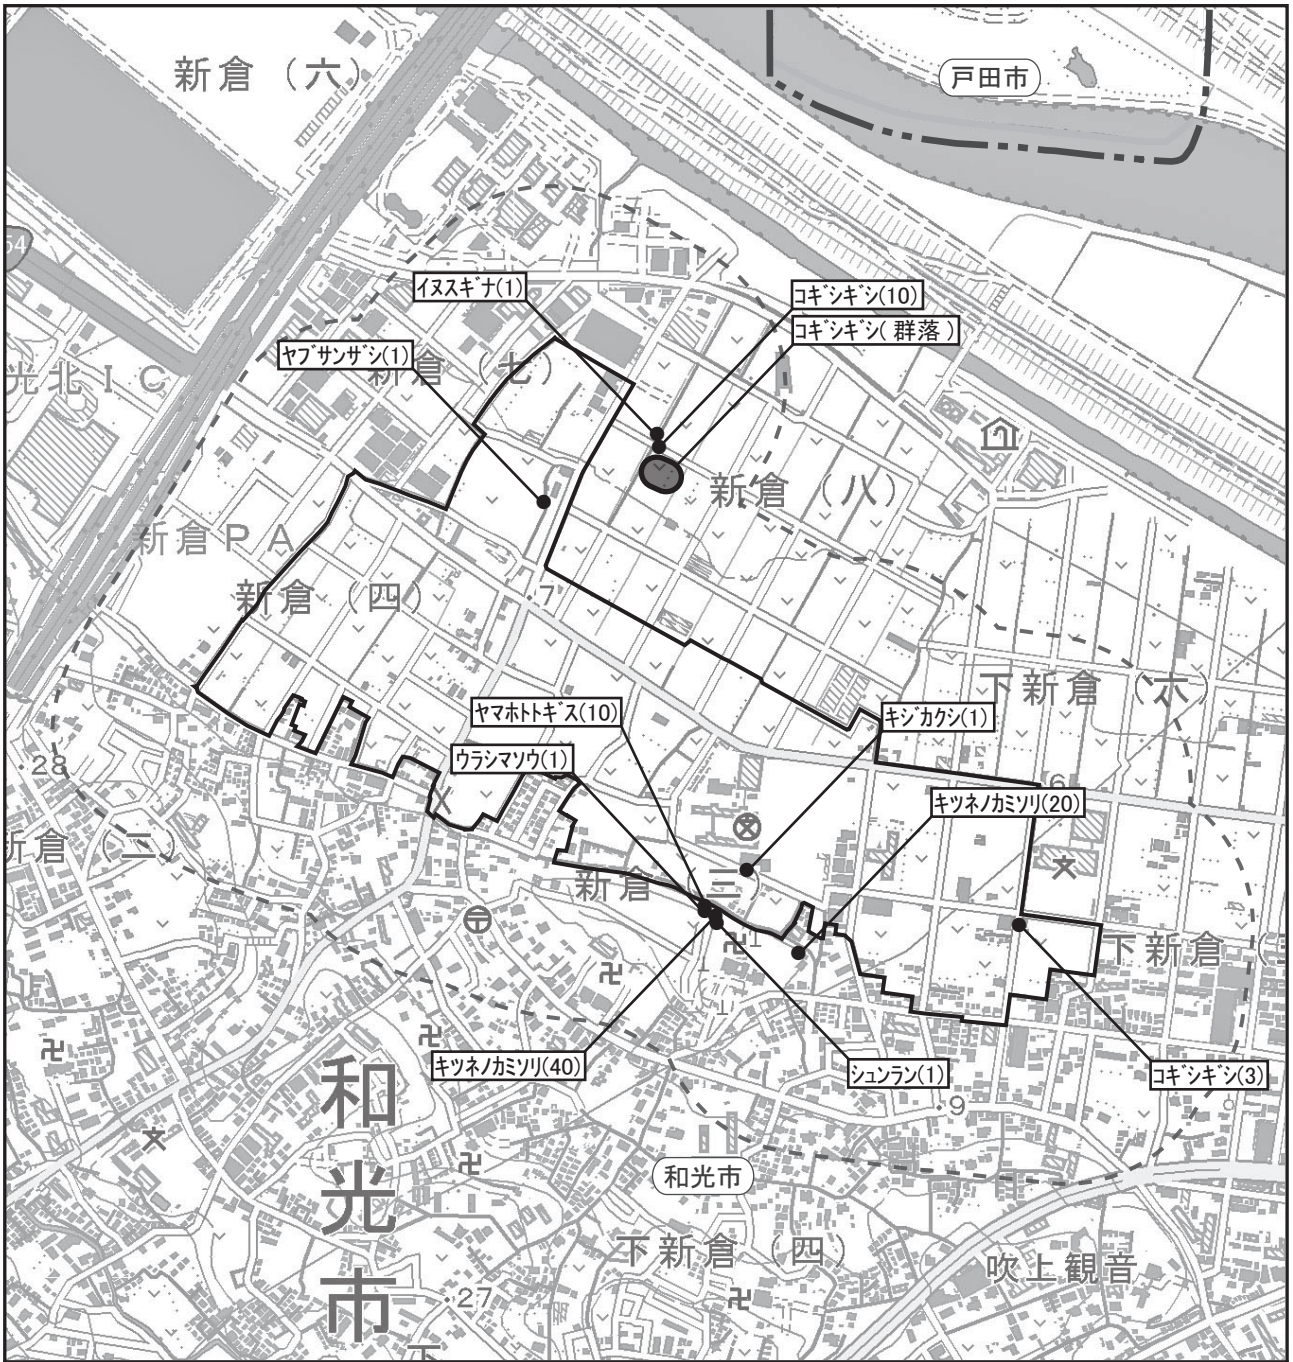 新倉（六）
戸田市
54
イヌスギナ(1)
コギシギシ(10)
コギシギシ(群落)
ヤブサンザシ(1)
新倉（七）
光北ＩＣ
新倉（八）
新倉ＰＡ
新倉（四）
7
下新倉（六）
ヤマホトトギス(10)
キジカクシ(1)
ウラシマソウ(1)
28
6
キツネノカミソリ(20)
新倉（二）
新倉（三）
下新倉（
キツネノカミソリ(40)
シュンラン(1)
コギシギシ(3)
9
和光市
和光市
下新倉（四）
吹上観音
27
下